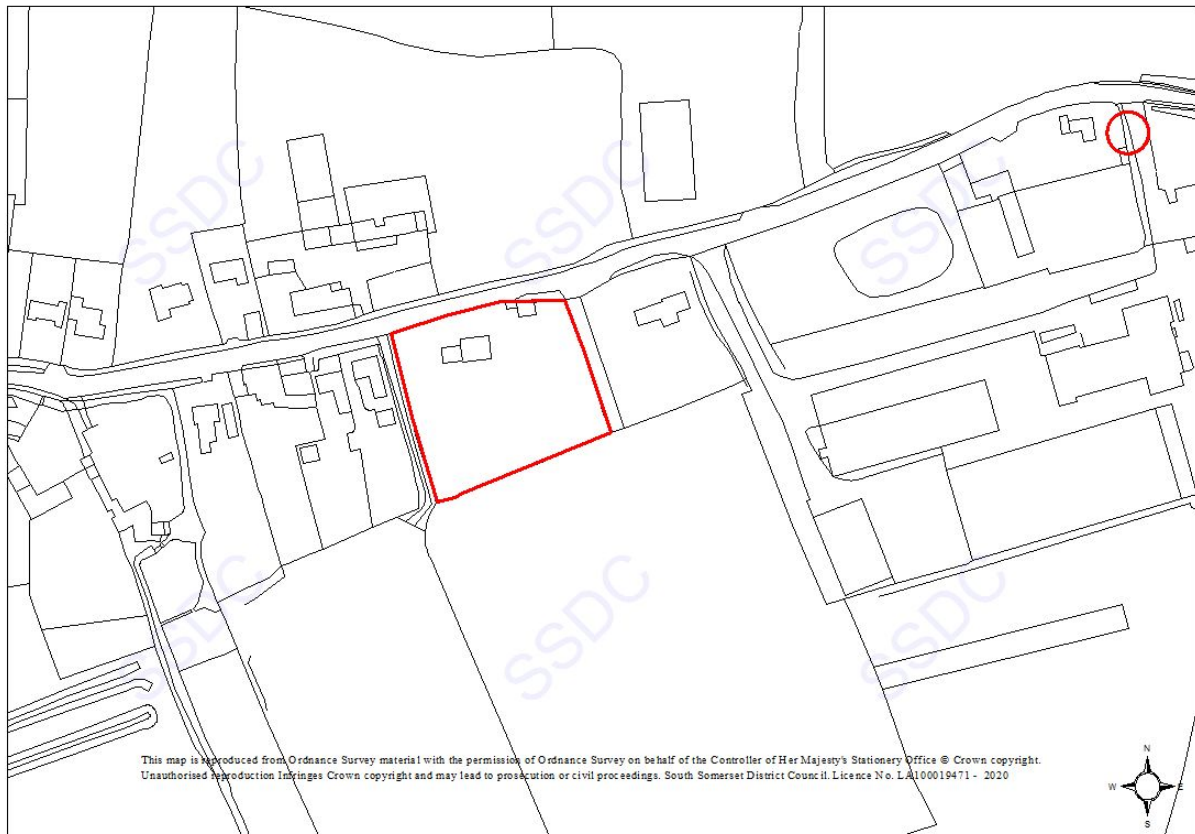 SSDC
SSDC
SSDC
SSDC
SSDC
SSDC
This map is reproduced from Ordnance Survey material with the permission of Ordnance Survey on behalf of the Controller of Her Majesty's Stationery Office © Crown copyright.
Unauthorised reproduction Infringes Crown copyright and may lead to prosecution or civil proceedings. South Somerset District Council. Licence No. LA100019471 - 2020
N
W E
S